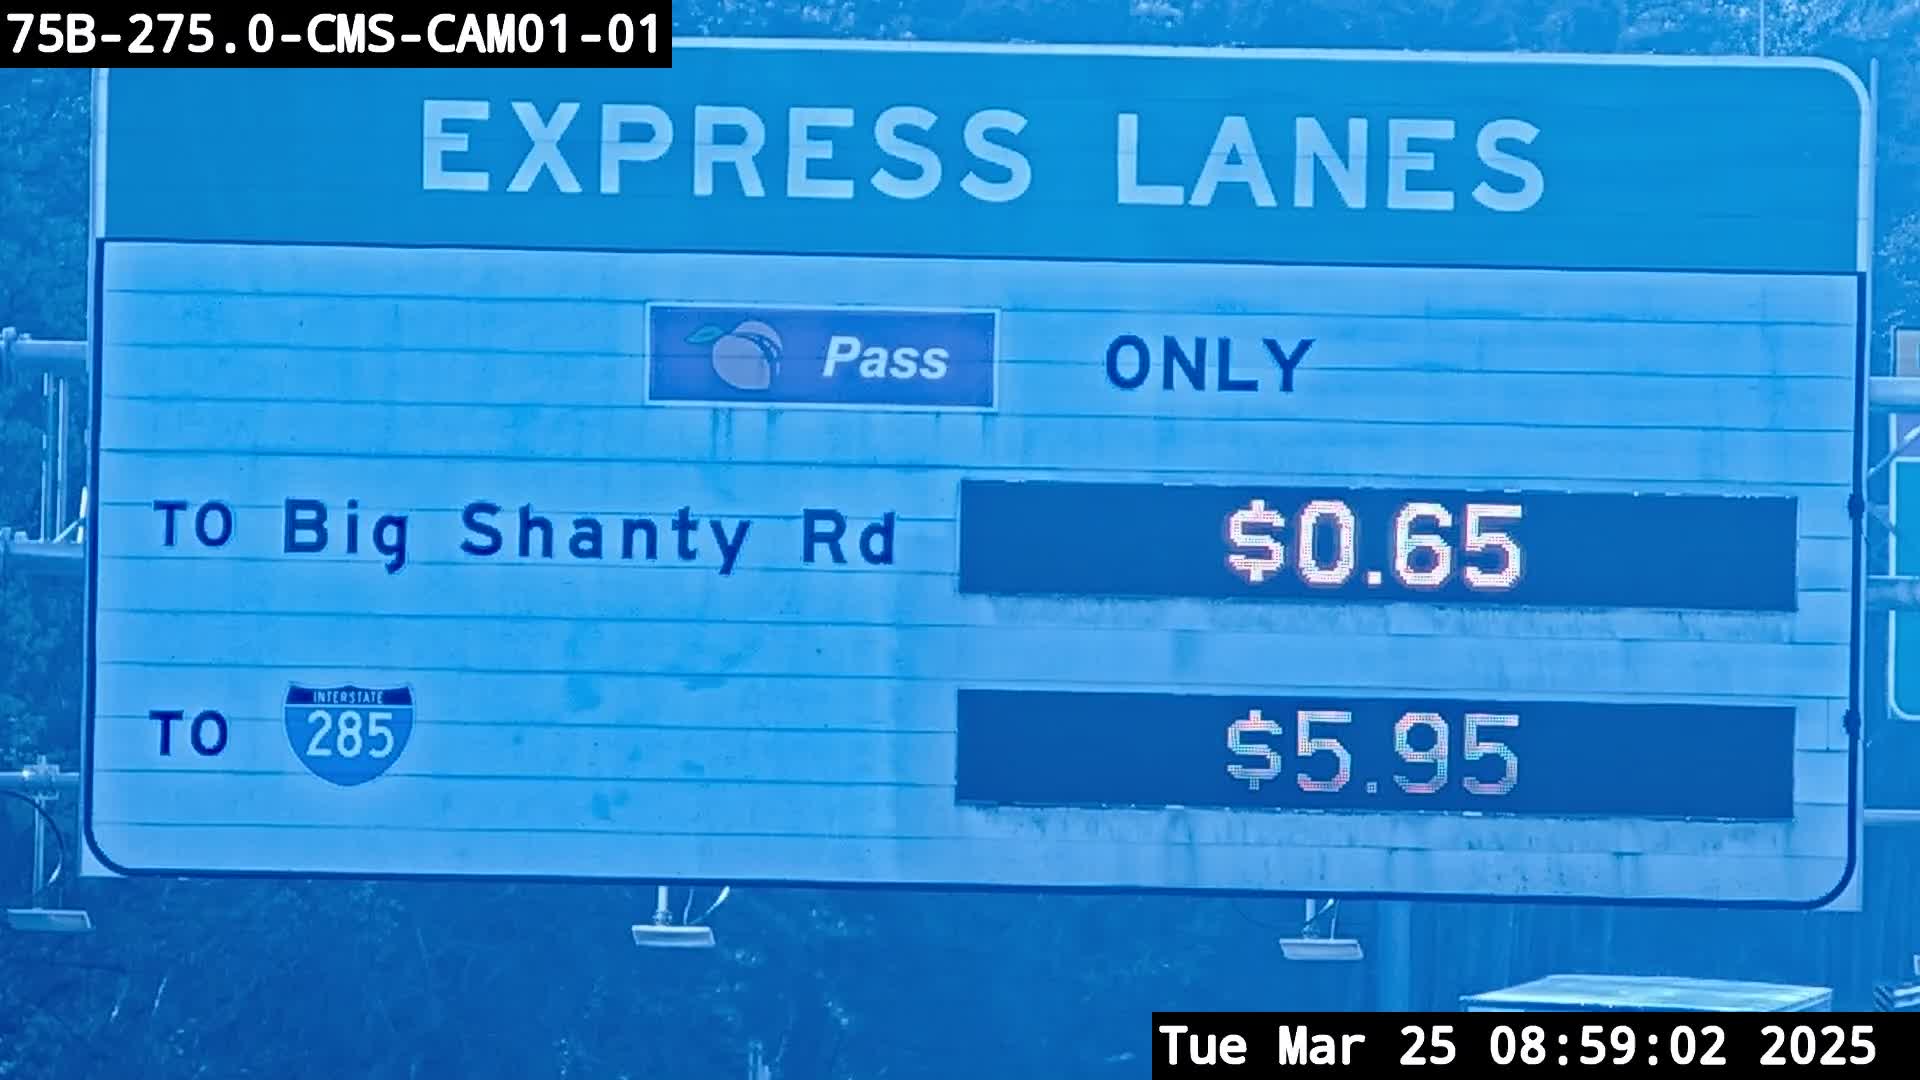 75B-275.0-CMS-CAM01-01
EXPRESS LANES
Pass ONLY
TO Big Shanty Rd $0.65
INTERSTATE
TO 285 $5.95
Tue Mar 25 08:59:02 2025